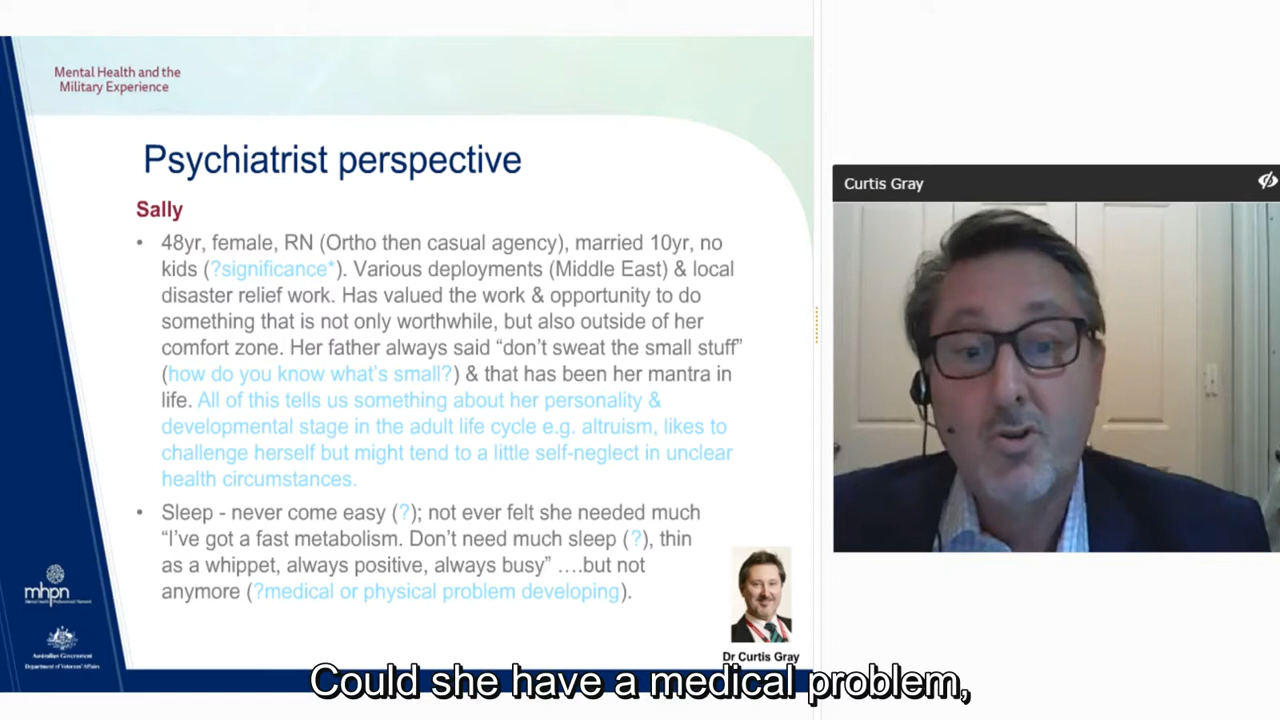 Mental Health and the
Military Experience
Psychiatrist perspective
Sally
• 48yr, female, RN (Ortho then casual agency), married 10yr, no
kids (?significance*). Various deployments (Middle East) & local
disaster relief work. Has valued the work & opportunity to do
something that is not only worthwhile, but also outside of her
comfort zone. Her father always said “don’t sweat the small stuff”
(how do you know what’s small?) & that has been her mantra in
life. All of this tells us something about her personality &
developmental stage in the adult life cycle e.g. altruism, likes to
challenge herself but might tend to a little self-neglect in unclear
health circumstances.
• Sleep - never come easy (?); not ever felt she needed much
“I’ve got a fast metabolism. Don’t need much sleep (?), thin
as a whippet, always positive, always busy” ….but not
anymore (?medical or physical problem developing).
mhpn
Australian Government
Department of Veterans' Affairs
Dr Curtis Gray
Curtis Gray
Could she have a medical problem,